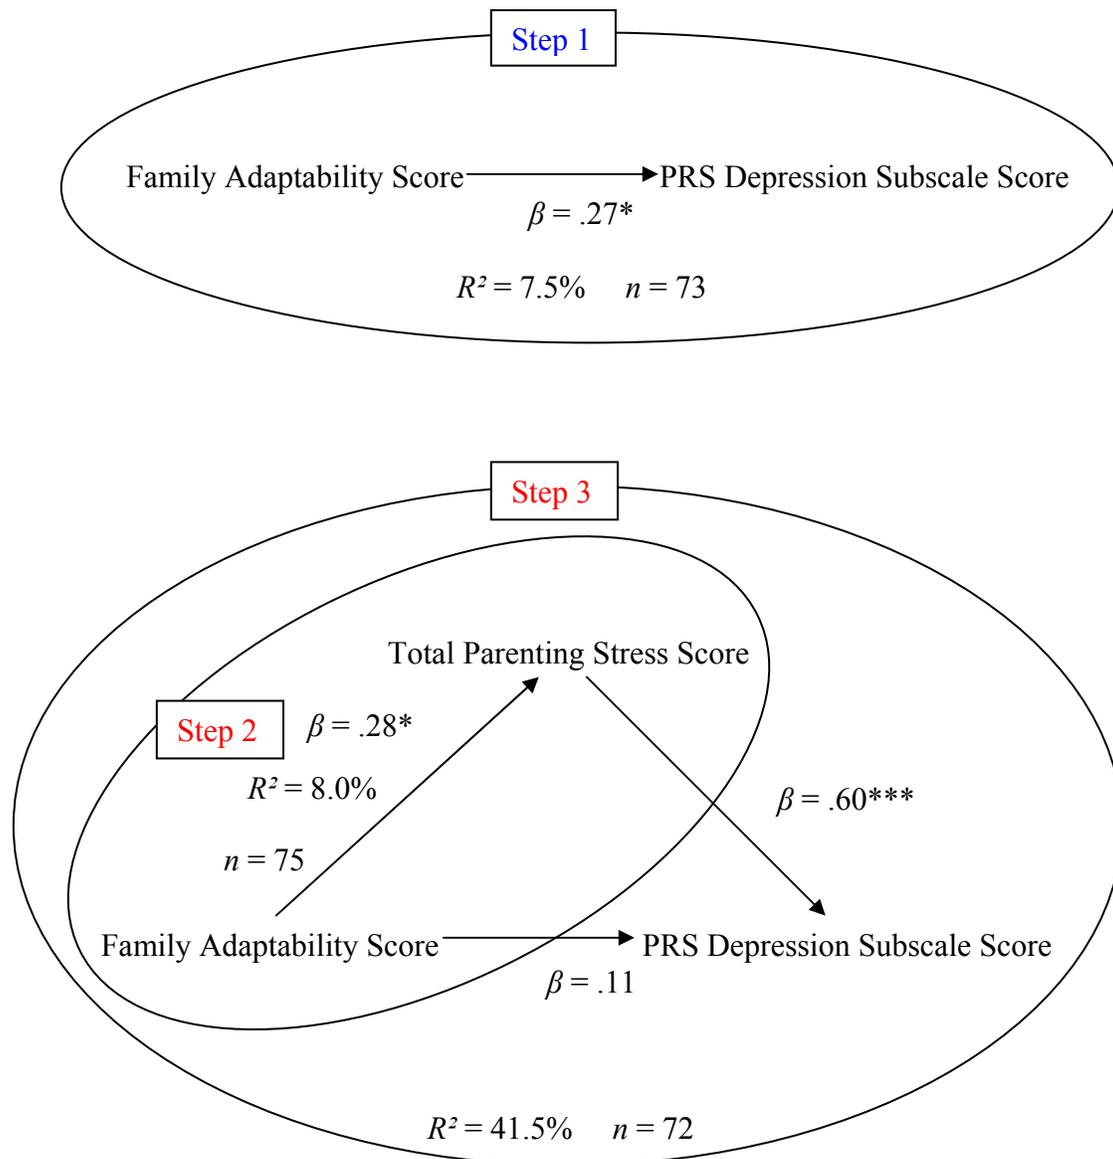 Step 1
Family Adaptability Score PRS Depression Subscale Score
β = .27*
R² = 7.5% n = 73
Step 3
Total Parenting Stress Score
Step 2 β = .28*
R² = 8.0%
β = .60***
n = 75
Family Adaptability Score PRS Depression Subscale Score
β = .11
R² = 41.5% n = 72